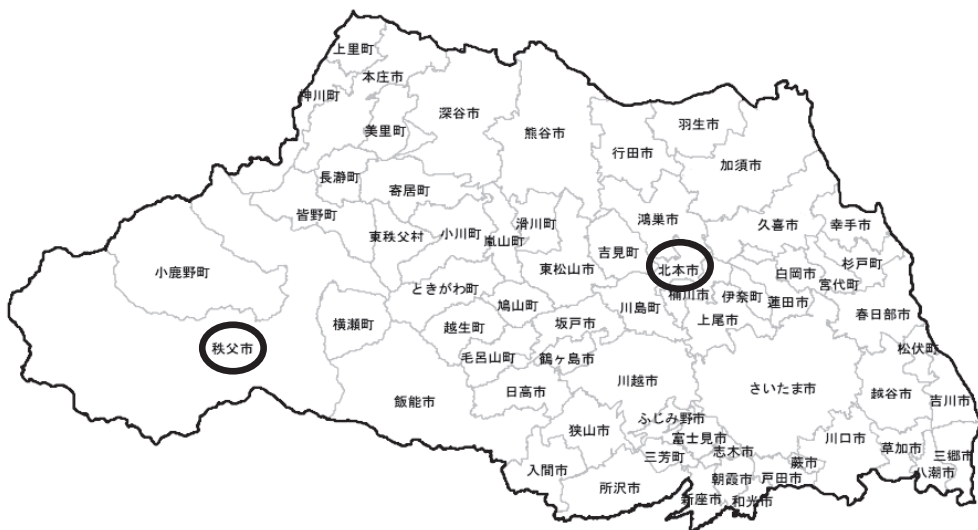 上里町
本庄市
神川町
美里町
深谷市
熊谷市
羽生市
行田市
加須市
長瀞町
寄居町
皆野町
東秩父村
小川町
嵐山町
滑川町
鴻巣市
久喜市
幸手市
小鹿野町
ときがわ町
東松山市
吉見町
北本市
白岡市
杉戸町
宮代町
鳩山町
川島町
桶川市
伊奈町
蓮田市
上尾市
春日部市
秩父市
横瀬町
越生町
坂戸市
毛呂山町
鶴ヶ島市
松伏町
飯能市
日高市
川越市
さいたま市
越谷市
吉川市
ふじみ野市
狭山市
富士見市
川口市
三芳町
志木市
草加市
三郷市
入間市
蕨市
八潮市
所沢市
朝霞市
戸田市
新座市
和光市